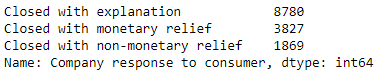 Closed with explanation 8780
Closed with monetary relief 3827
Closed with non-monetary relief 1869
Name: Company response to consumer, dtype: int64